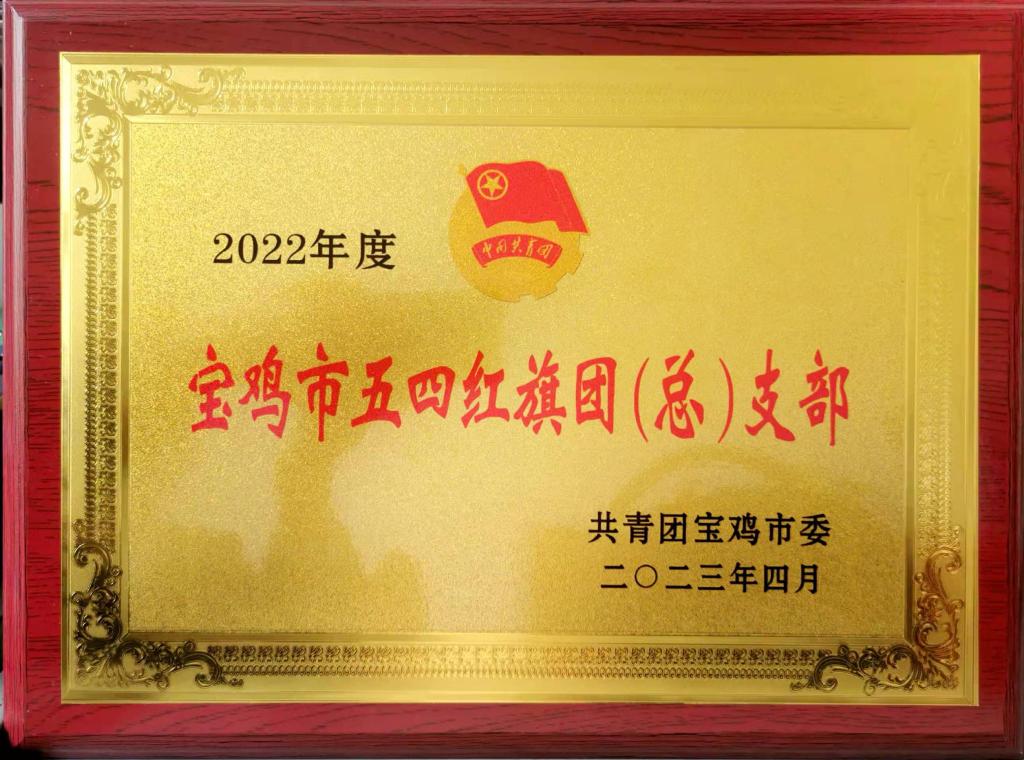 中国共青团
2022年度
宝鸡市五四红旗团(总)支部
共青团宝鸡市委
二〇二三年四月